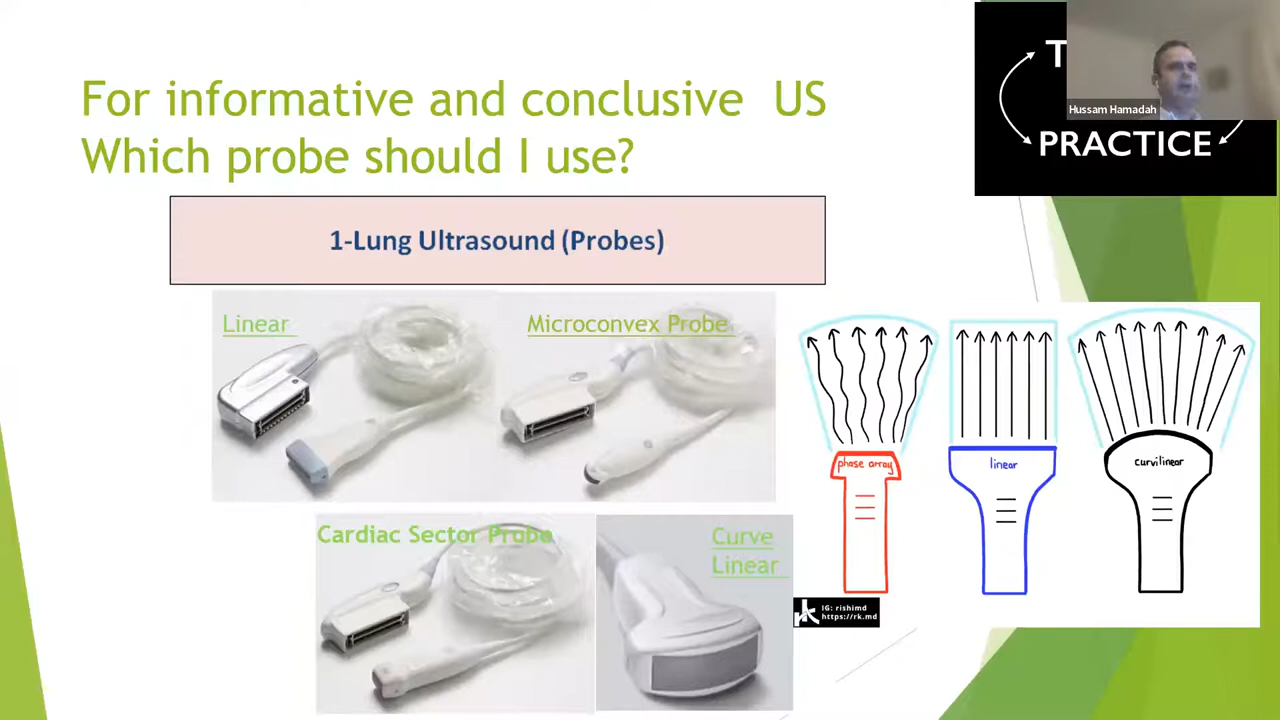 For informative and conclusive US
Which probe should I use?
T
Hussam Hamadah
PRACTICE
1-Lung Ultrasound (Probes)
Linear
Microconvex Probe
Cardiac Sector Probe
Curve
Linear
phase array
linear
curvilinear
rk
IG: rishimd
https://rk.md